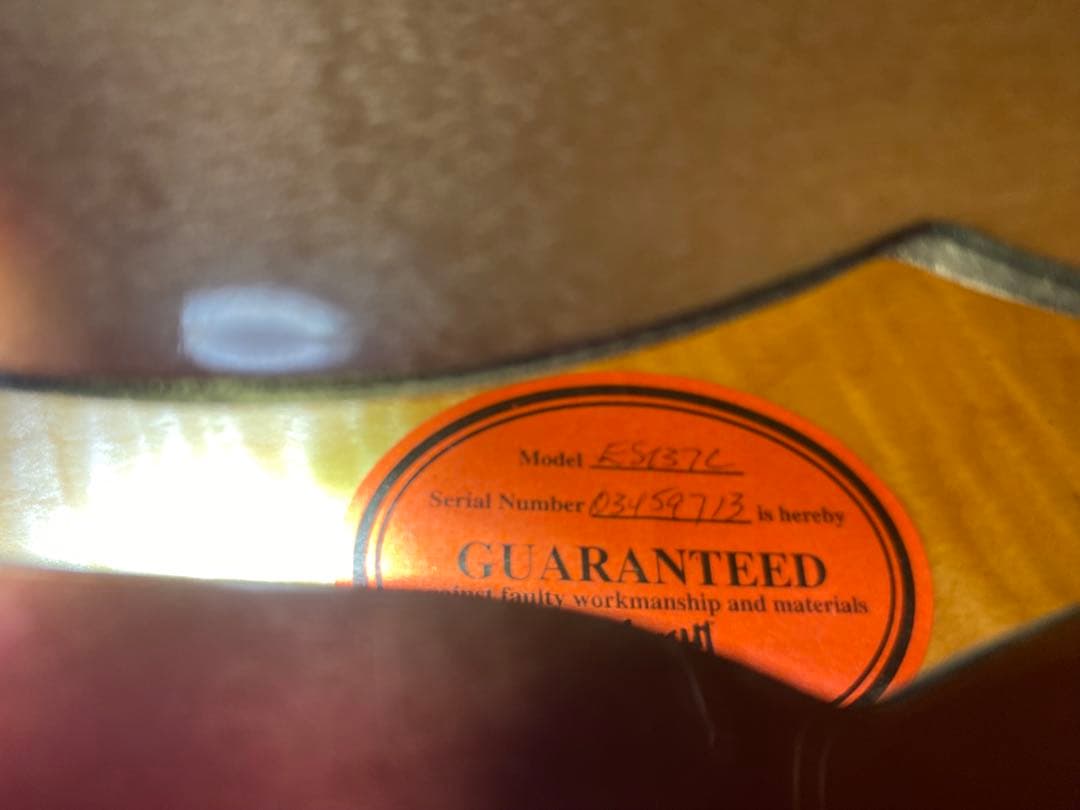 Model ES137C
Serial Number 03459713 is hereby
GUARANTEED
against faulty workmanship and materials